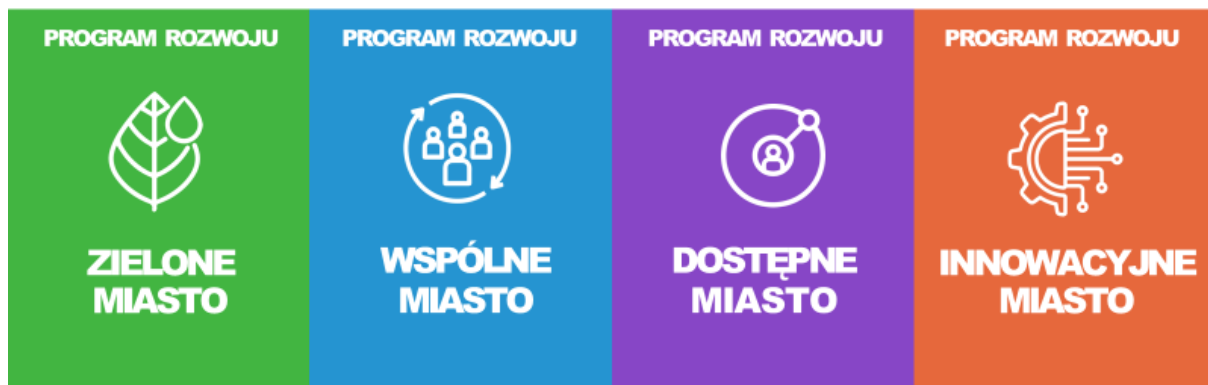 PROGRAM ROZWOJU
ZIELONE
MIASTO
PROGRAM ROZWOJU
WSPÓLNE
MIASTO
PROGRAM ROZWOJU
DOSTĘPNE
MIASTO
PROGRAM ROZWOJU
INNOWACYJNE
MIASTO